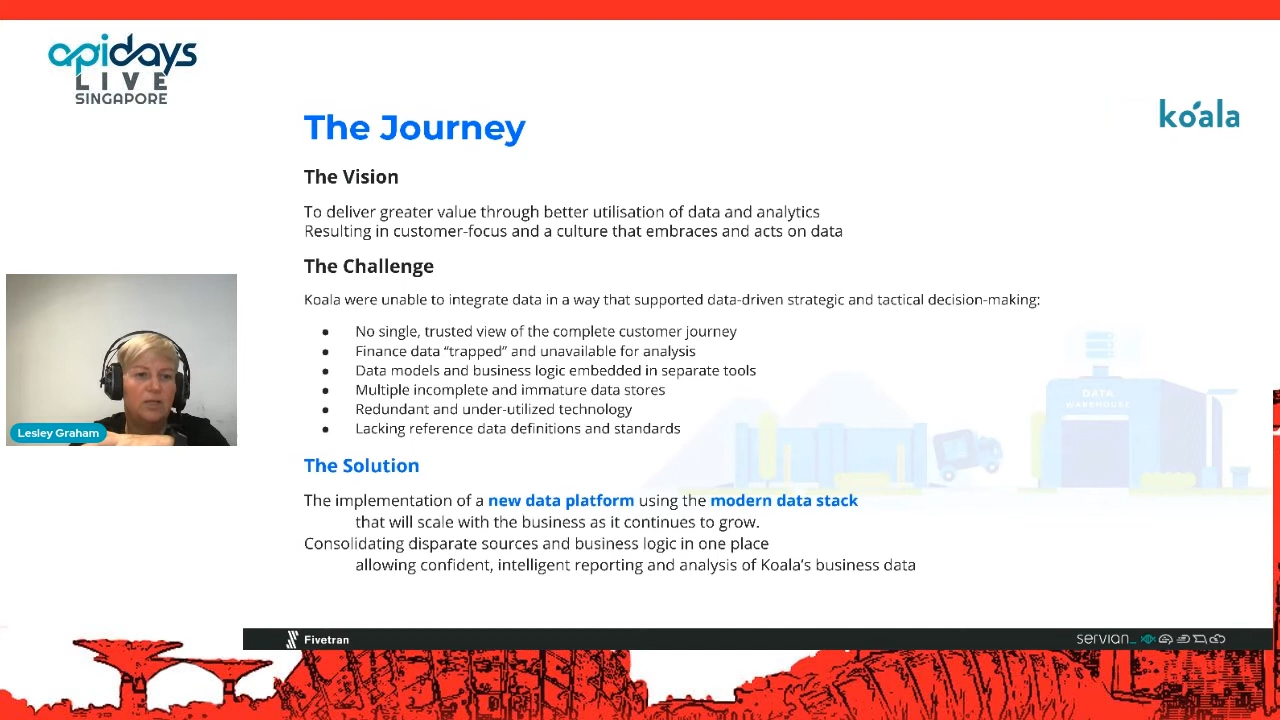 apidays
LIVE
SINGAPORE
koala
The Journey
The Vision
To deliver greater value through better utilisation of data and analytics
Resulting in customer-focus and a culture that embraces and acts on data
The Challenge
Koala were unable to integrate data in a way that supported data-driven strategic and tactical decision-making:
● No single, trusted view of the complete customer journey
● Finance data “trapped” and unavailable for analysis
● Data models and business logic embedded in separate tools
● Multiple incomplete and immature data stores
● Redundant and under-utilized technology
● Lacking reference data definitions and standards
DATA
WAREHOUSE
Lesley Graham
The Solution
The implementation of a new data platform using the modern data stack
that will scale with the business as it continues to grow.
Consolidating disparate sources and business logic in one place
allowing confident, intelligent reporting and analysis of Koala’s business data
Fivetran
servian_